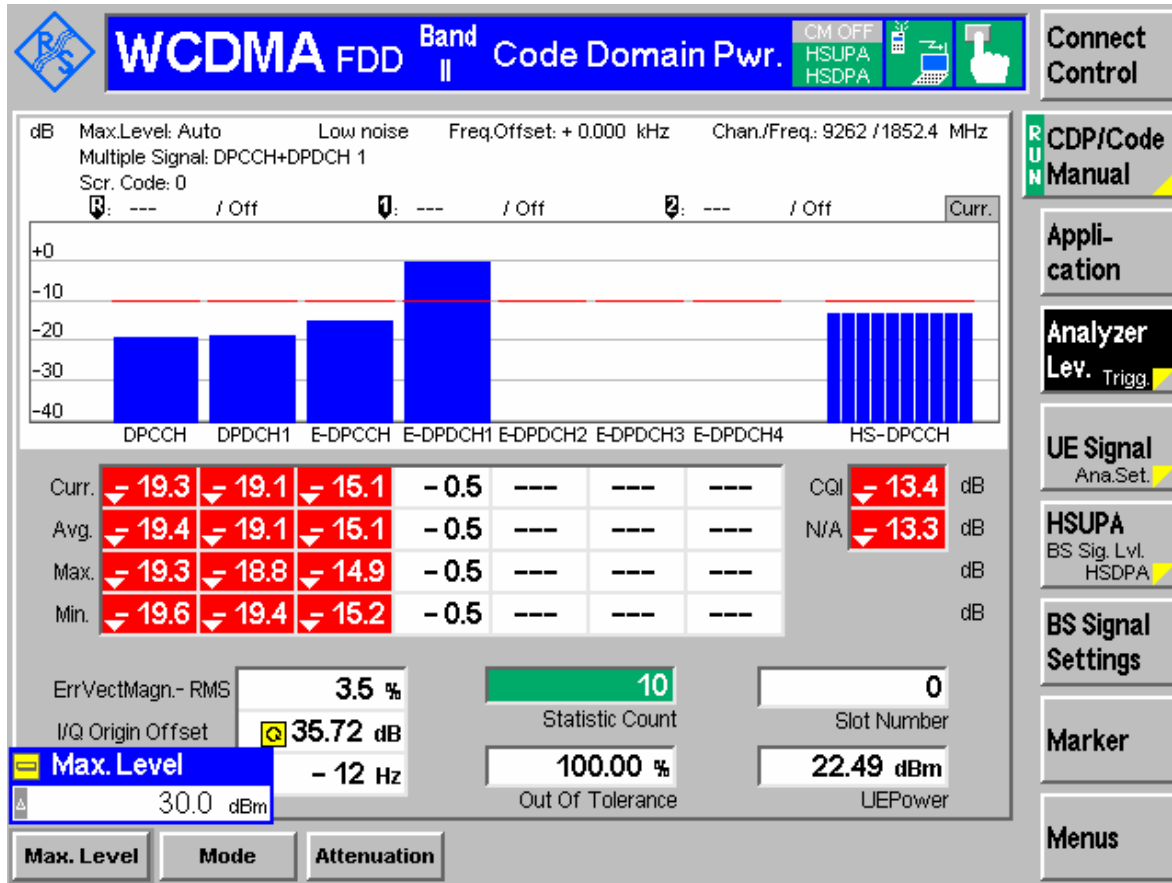 R&S
WCDMA FDD Band II Code Domain Pwr.
CM OFF
HSUPA
HSDPA
Connect Control
dB Max.Level: Auto Low noise Freq.Offset: + 0.000 kHz Chan./Freq.: 9262 / 1852.4 MHz
Multiple Signal: DPCCH+DPDCH 1
Scr. Code: 0
R: --- / Off 1: --- / Off 2: --- / Off Curr.
+0
-10
-20
-30
-40
DPCCH DPDCH1 E-DPCCH E-DPDCH1 E-DPDCH2 E-DPDCH3 E-DPDCH4 HS-DPCCH
Curr. - 19.3 - 19.1 - 15.1 - 0.5 --- --- --- CQI - 13.4 dB
Avg. - 19.4 - 19.1 - 15.1 - 0.5 --- --- --- N/A - 13.3 dB
Max. - 19.3 - 18.8 - 14.9 - 0.5 --- --- --- dB
Min. - 19.6 - 19.4 - 15.2 - 0.5 --- --- --- dB
ErrVectMagn.- RMS 3.5 %
I/Q Origin Offset 35.72 dB
- 12 Hz
10
Statistic Count
100.00 %
Out Of Tolerance
0
Slot Number
22.49 dBm
UEPower
Max. Level
30.0 dBm
Max. Level Mode Attenuation
RUN
CDP/Code Manual
Appli-
cation
Analyzer
Lev. Trigg.
UE Signal
Ana.Set.
HSUPA
BS Sig. Lvl.
HSDPA
BS Signal
Settings
Marker
Menus